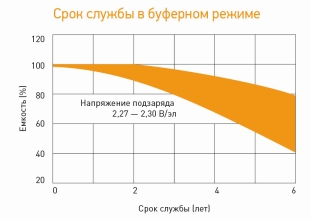 Срок службы в буферном режиме
Емкость (%)
120
100
80
60
40
20
Напряжение подзаряда
2,27 — 2,30 В/эл
0 2 4 6
Срок службы (лет)